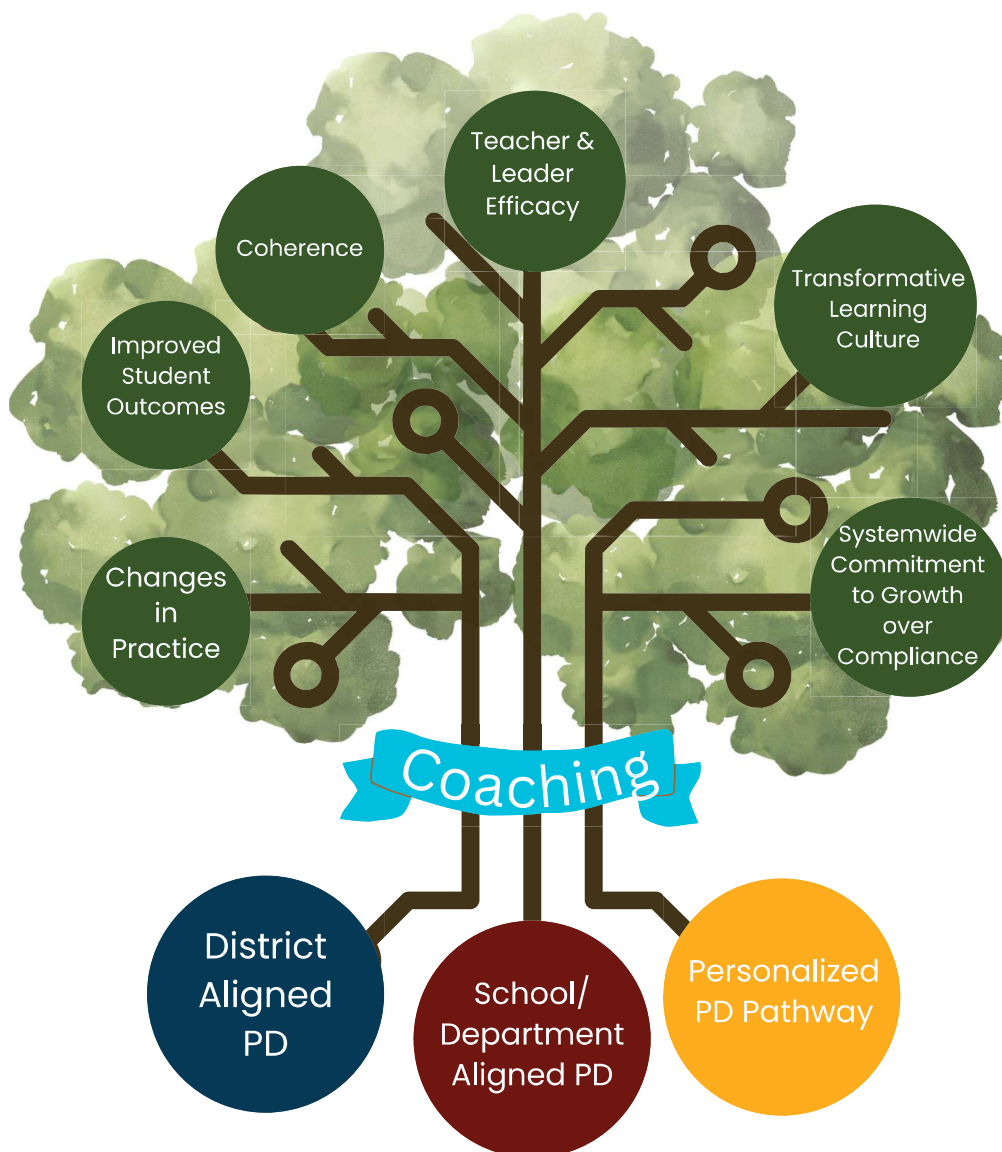 Teacher &
Leader
Efficacy
Coherence
Transformative
Learning
Culture
Improved
Student
Outcomes
Systemwide
Commitment
to Growth
over
Compliance
Changes
in
Practice
Coaching
District
Aligned
PD
School/
Department
Aligned PD
Personalized
PD Pathway